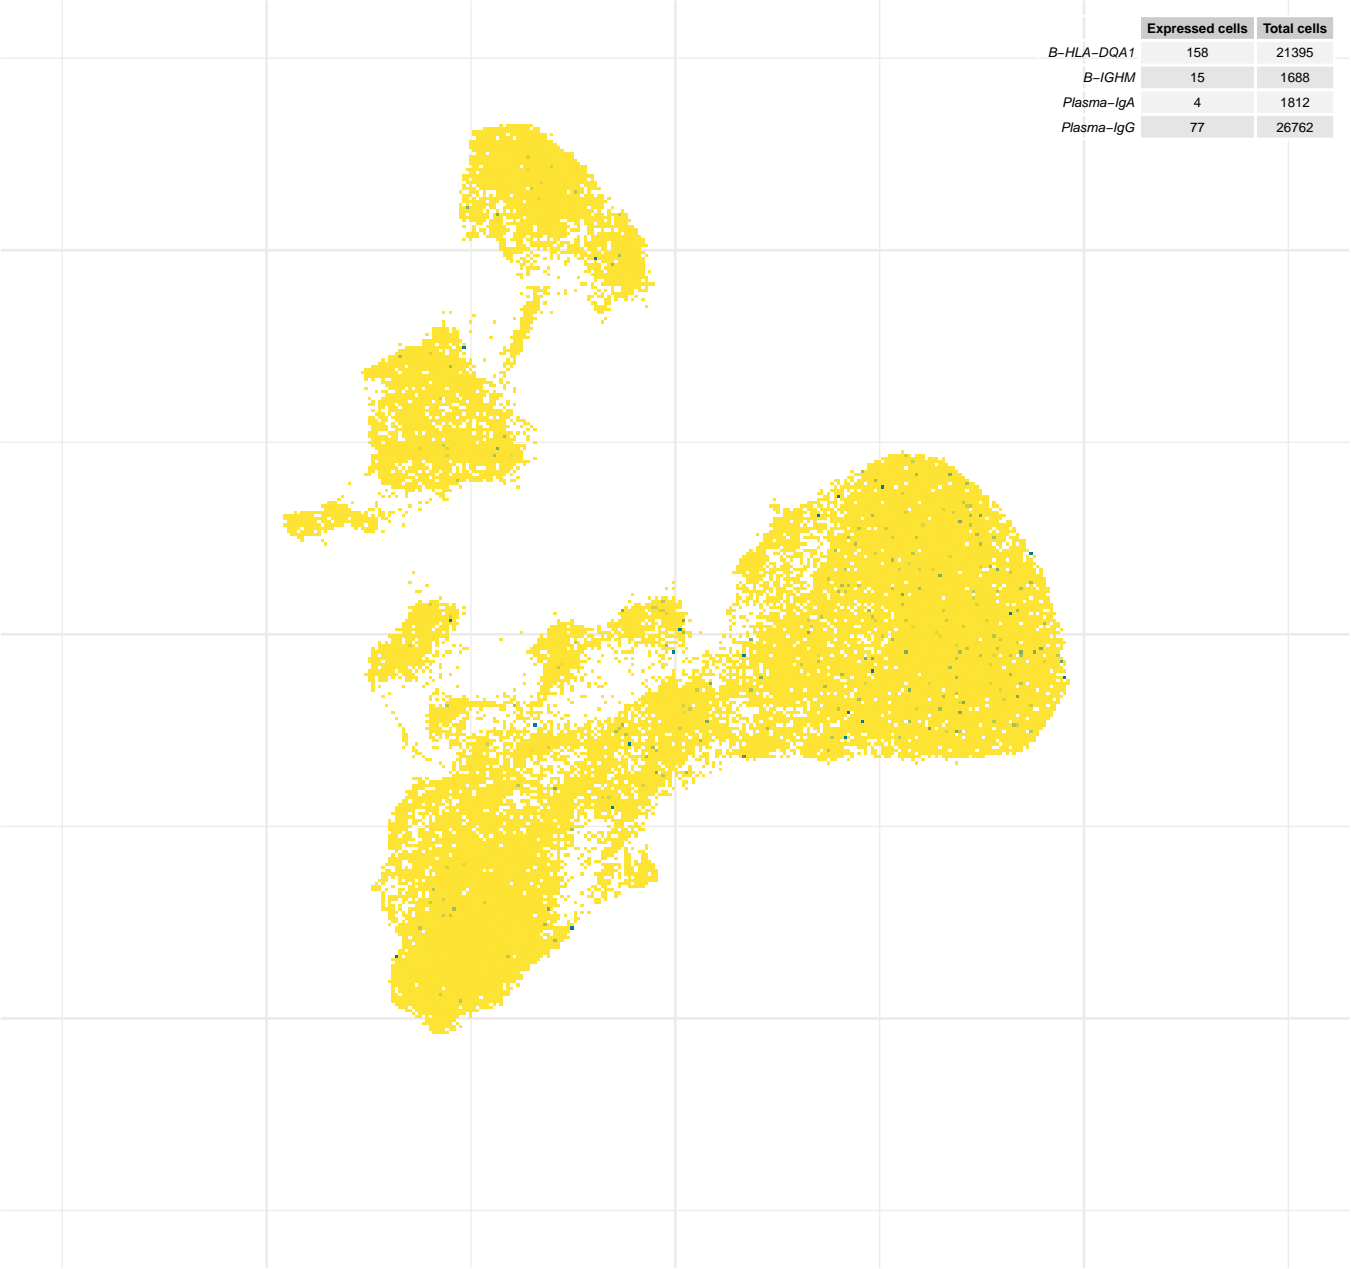 Expressed cells Total cells
B−HLA−DQA1 158 21395
B−IGHM 15 1688
Plasma−IgA 4 1812
Plasma−IgG 77 26762